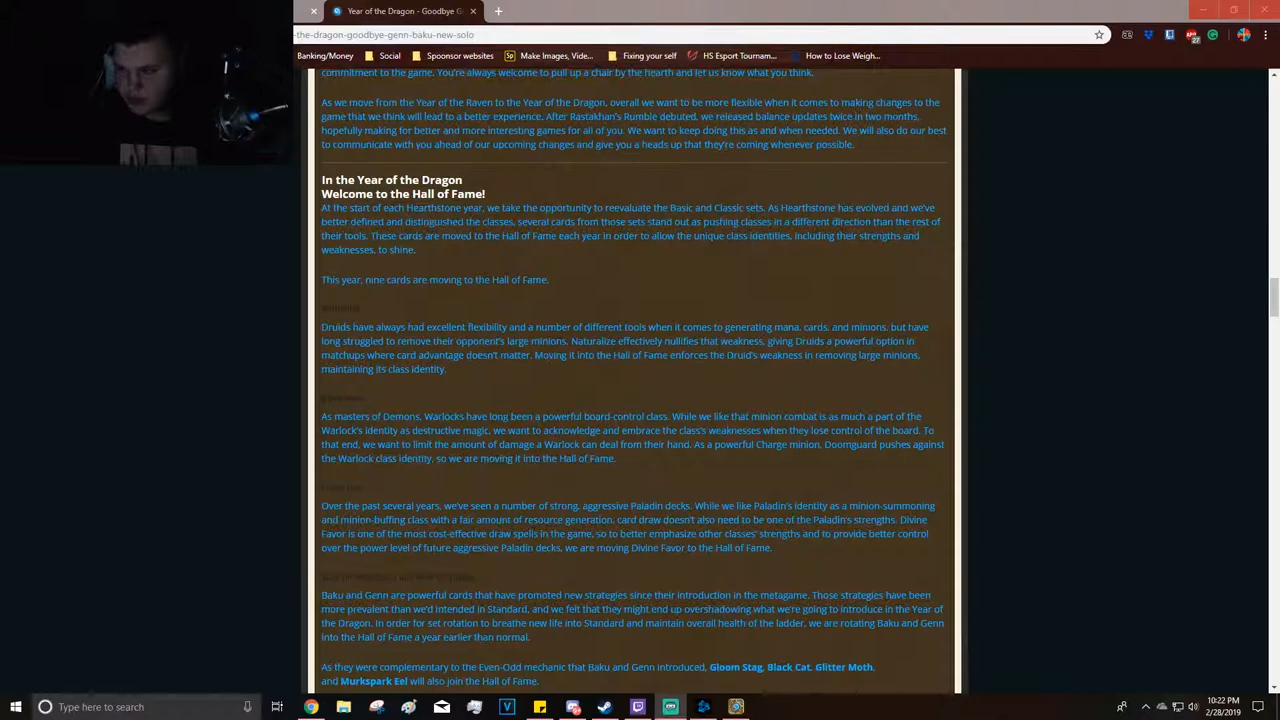 Year of the Dragon - Goodbye G
-the-dragon-goodbye-genn-baku-new-solo
27
Banking/Money
Social
Spoonsor websites
Make Images, Vide...
Fixing your self
HS Esport Tournam...
How to Lose Weigh...
commitment to the game. You're always welcome to pull up a chair by the hearth and let us know what you think.
As we move from the Year of the Raven to the Year of the Dragon, overall we want to be more flexible when it comes to making changes to the
game that we think will lead to a better experience. After Rastakhan's Rumble debuted, we released balance updates twice in two months,
hopefully making for better and more interesting games for all of you. We want to keep doing this as and when needed. We will also do our best
to communicate with you ahead of our upcoming changes and give you a heads up that they're coming whenever possible.
In the Year of the Dragon
Welcome to the Hall of Fame!
At the start of each Hearthstone year, we take the opportunity to reevaluate the Basic and Classic sets. As Hearthstone has evolved and we've
better defined and distinguished the classes, several cards from those sets stand out as pushing classes in a different direction than the rest of
their tools. These cards are moved to the Hall of Fame each year in order to allow the unique class identities, including their strengths and
weaknesses, to shine.
This year, nine cards are moving to the Hall of Fame.
Druids have always had excellent flexibility and a number of different tools when it comes to generating mana, cards, and minions, but have
long struggled to remove their opponent's large minions. Naturalize effectively nullifies that weakness, giving Druids a powerful option in
matchups where card advantage doesn't matter. Moving it into the Hall of Fame enforces the Druid's weakness in removing large minions,
maintaining its class identity.
As masters of Demons, Warlocks have long been a powerful board-control class. While we like that minion combat is as much a part of the
Warlock's identity as destructive magic, we want to acknowledge and embrace the class's weaknesses when they lose control of the board. To
that end, we want to limit the amount of damage a Warlock can deal from their hand. As a powerful Charge minion, Doomguard pushes against
the Warlock class identity, so we are moving it into the Hall of Fame.
Over the past several years, we've seen a number of strong, aggressive Paladin decks. While we like Paladin's identity as a minion-summoning
and minion-buffing class with a fair amount of resource generation, card draw doesn't also need to be one of the Paladin's strengths. Divine
Favor is one of the most cost-effective draw spells in the game, so to better emphasize other classes' strengths and to provide better control
over the power level of future aggressive Paladin decks, we are moving Divine Favor to the Hall of Fame.
Baku and Genn are powerful cards that have promoted new strategies since their introduction in the metagame. Those strategies have been
more prevalent than we'd intended in Standard, and we felt that they might end up overshadowing what we're going to introduce in the Year of
the Dragon. In order for set rotation to breathe new life into Standard and maintain overall health of the ladder, we are rotating Baku and Genn
into the Hall of Fame a year earlier than normal.
As they were complementary to the Even-Odd mechanic that Baku and Genn introduced, Gloom Stag, Black Cat, Glitter Moth,
and Murkspark Eel will also join the Hall of Fame.
Type here to search
10:22 PM
2/28/2019